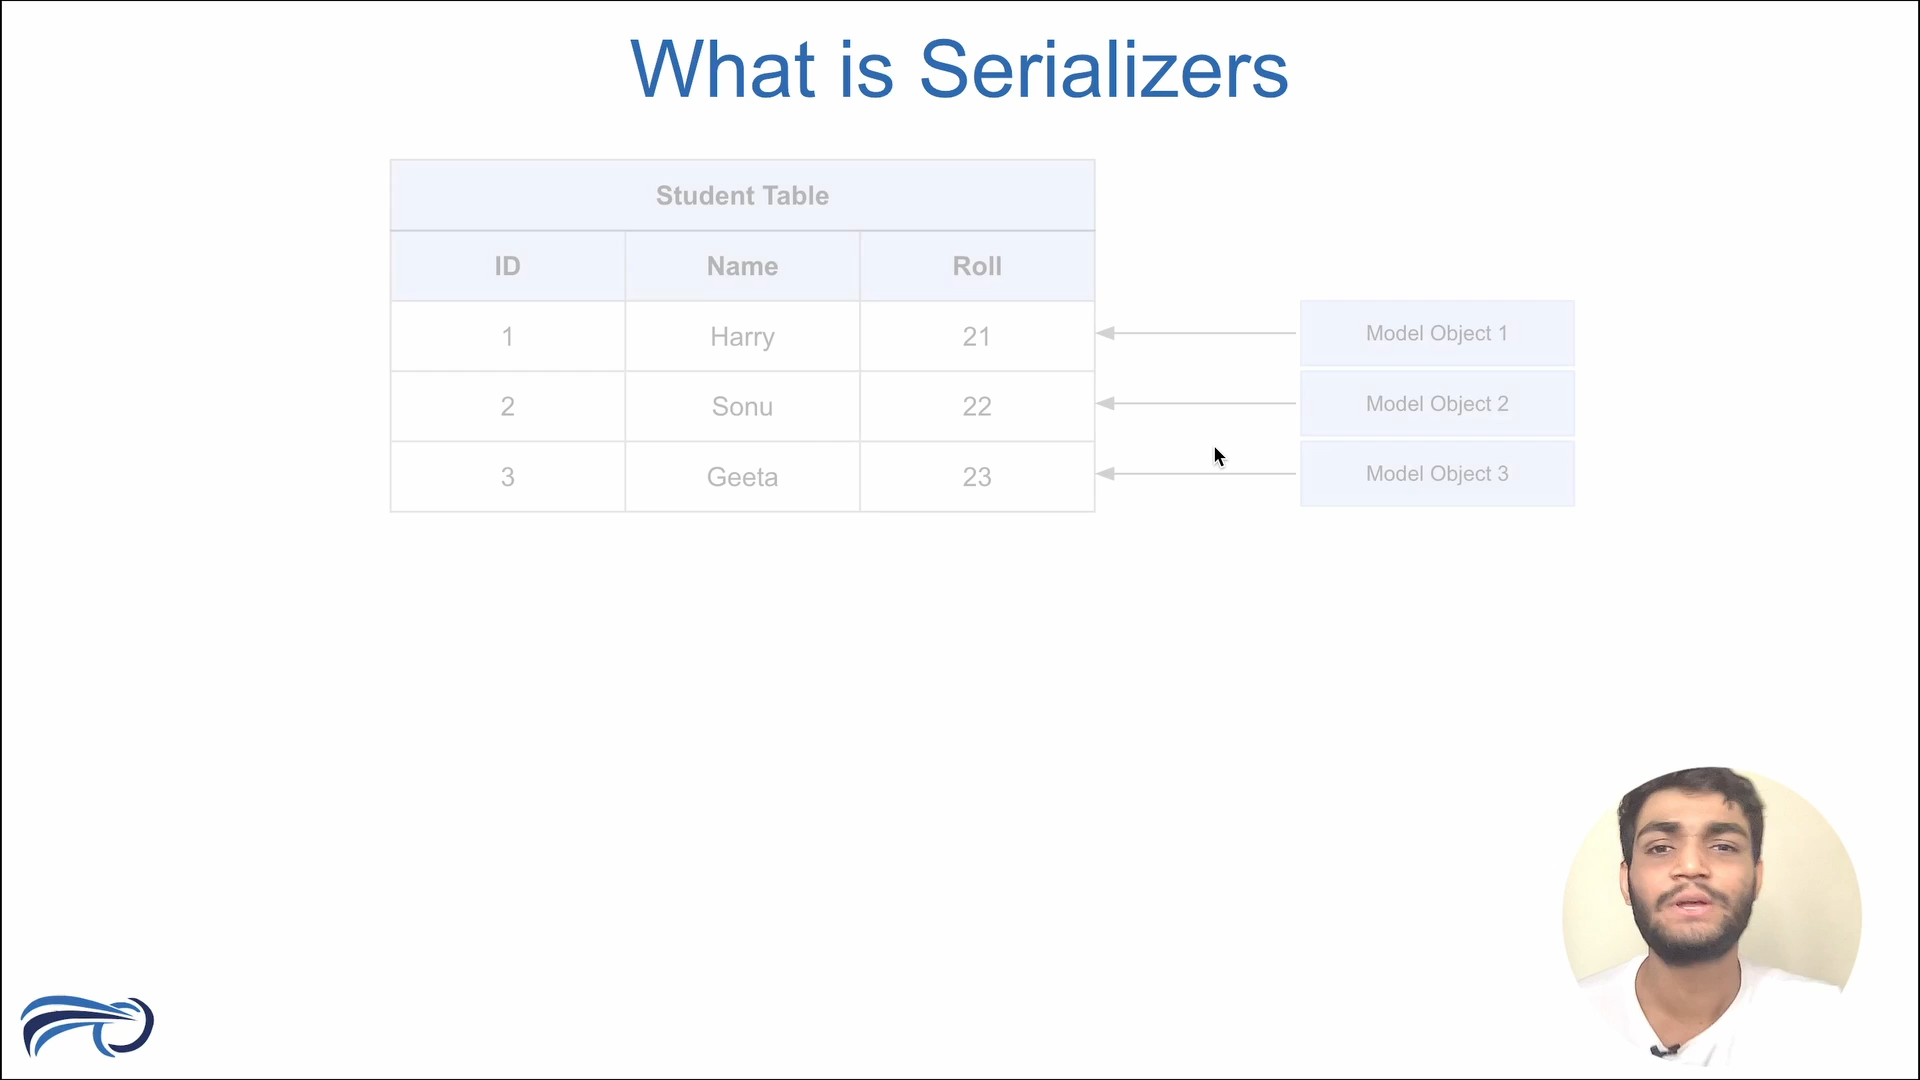 What is Serializers
Student Table
ID Name Roll
1 Harry 21 Model Object 1
2 Sonu 22 Model Object 2
3 Geeta 23 Model Object 3